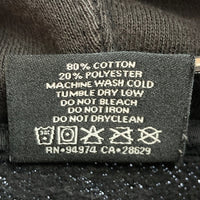 80% COTTON
20% POLYESTER
MACHINE WASH COLD
TUMBLE DRY LOW
DO NOT BLEACH
DO NOT IRON
DO NOT DRYCLEAN
RN•94974 CA•28629